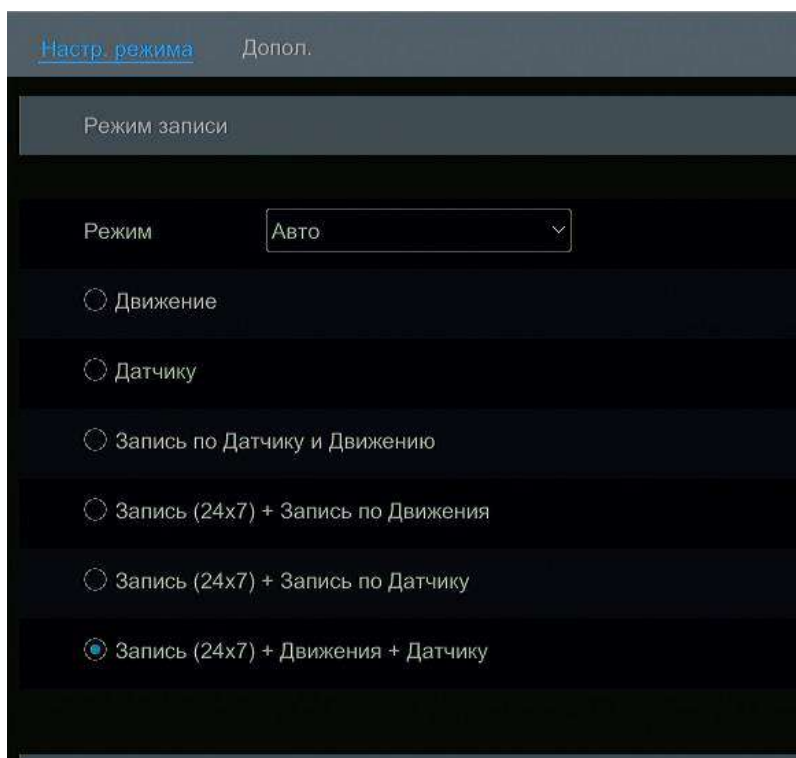 Настр. режима Допол.
Режим записи
Режим Авто
Движение
Датчику
Запись по Датчику и Движению
Запись (24x7) + Запись по Движения
Запись (24x7) + Запись по Датчику
Запись (24x7) + Движения + Датчику